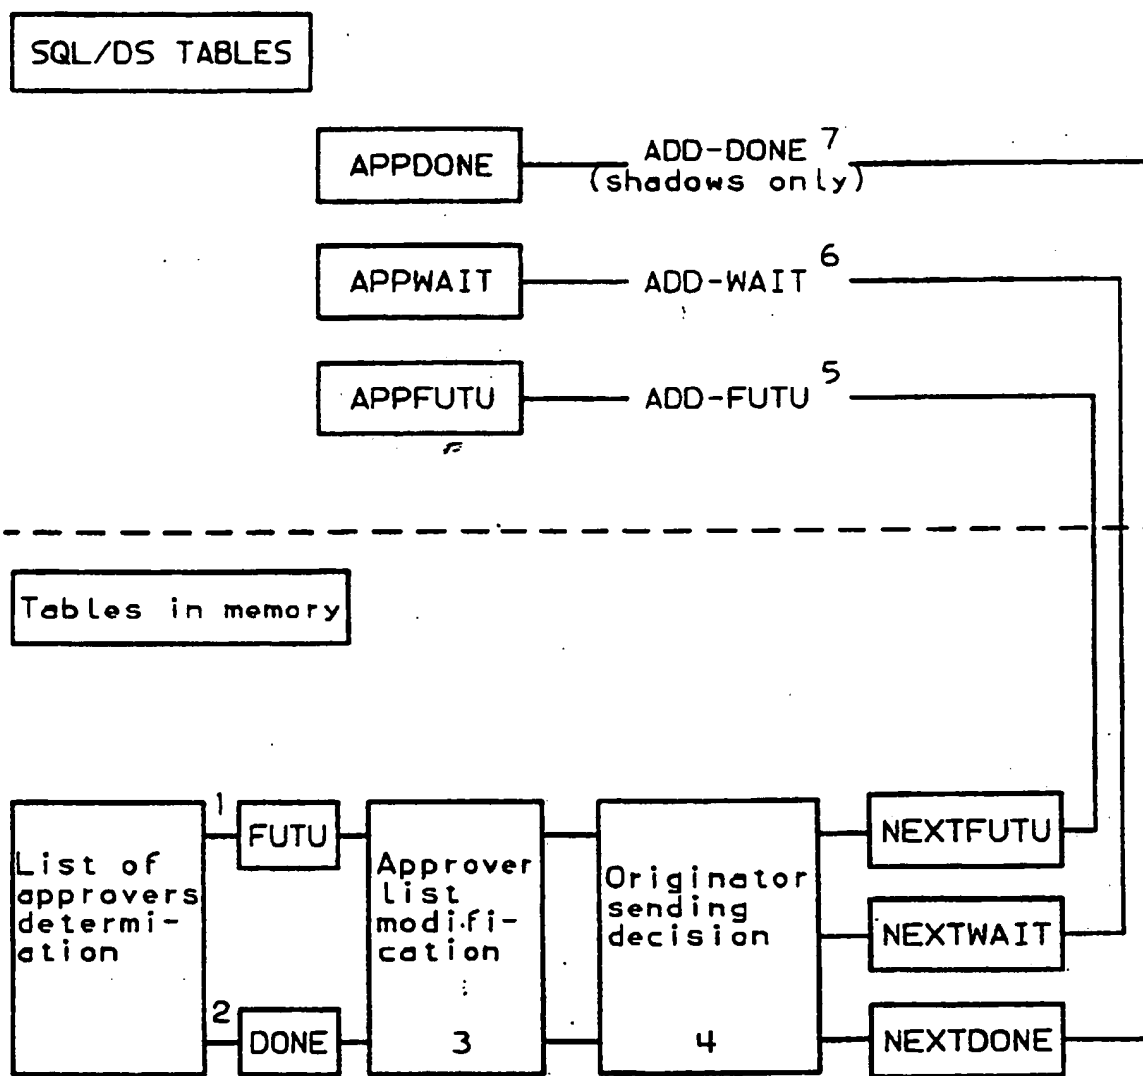 SQL/DS TABLES
APPDONE
ADD-DONE 7
(shadows only)
APPWAIT
ADD-WAIT 6
APPFUTU
ADD-FUTU 5
Tables in memory
List of
approvers
determi-
ation
1
FUTU
2
DONE
Approver
list
modifi-
cation
3
Originator
sending
decision
4
NEXTFUTU
NEXTWAIT
NEXTDONE